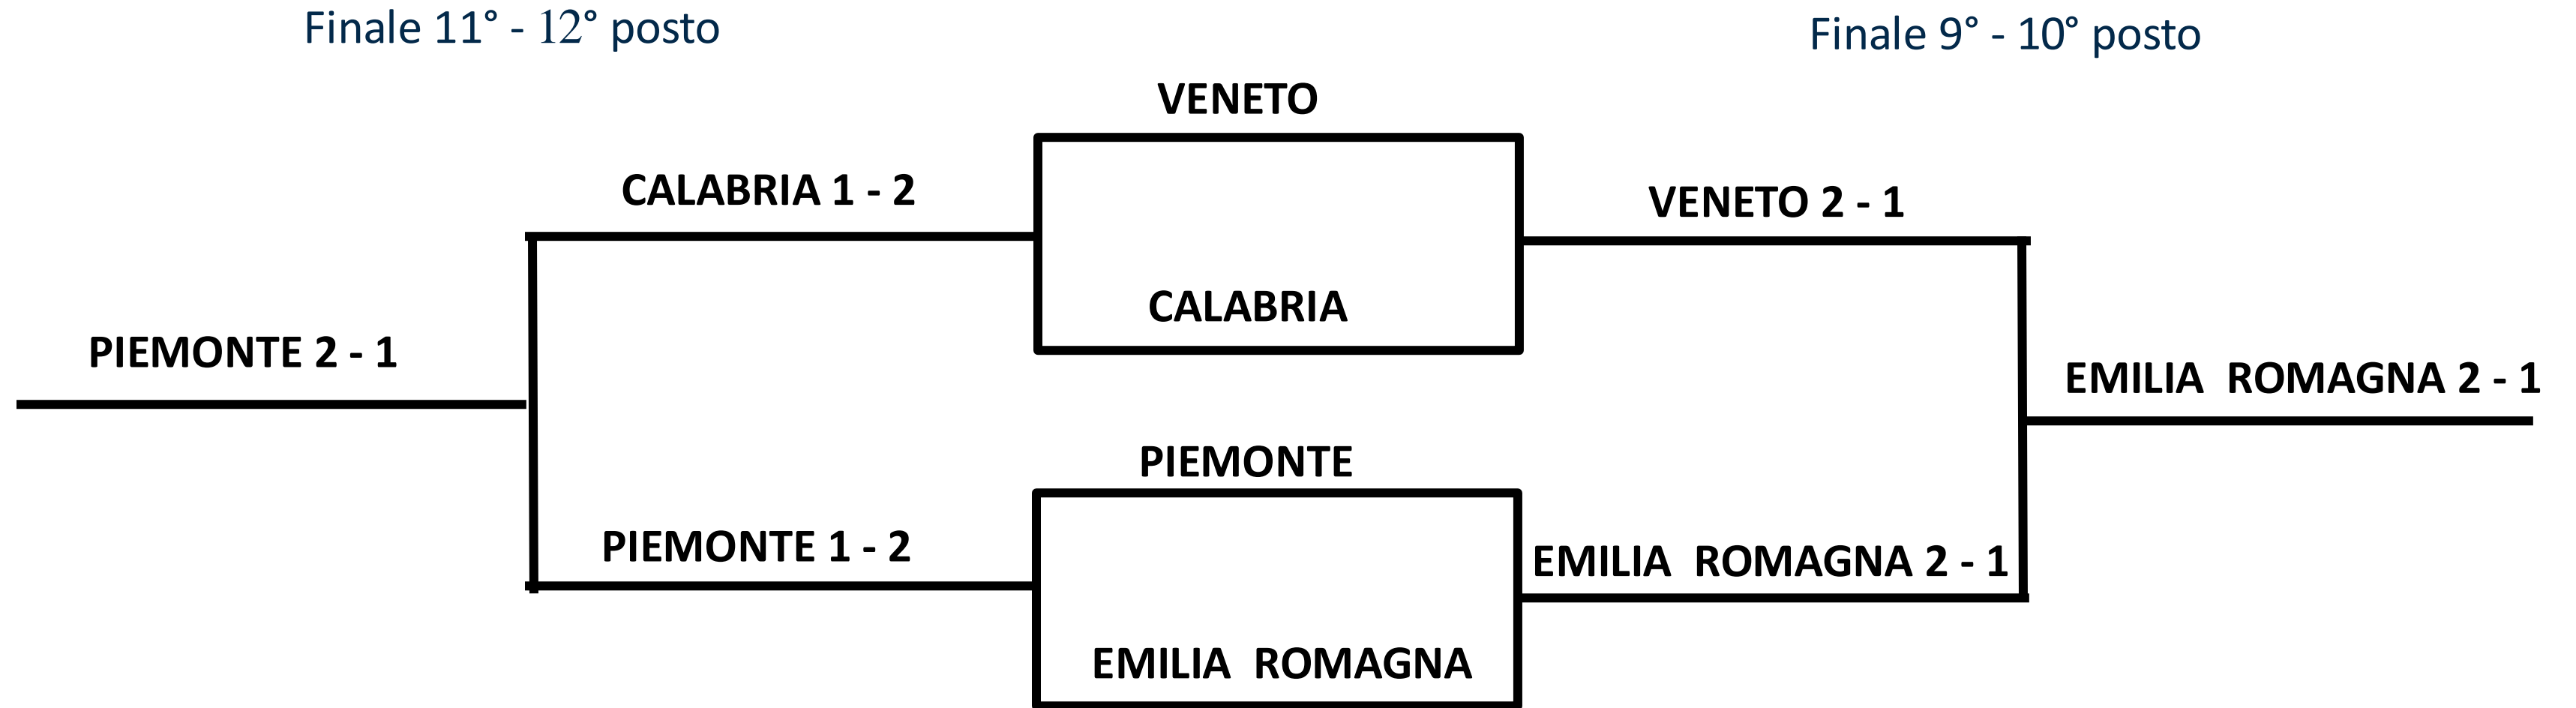 Finale 11° - 12° posto
Finale 9° - 10° posto
VENETO
CALABRIA 1 - 2
VENETO 2 - 1
CALABRIA
PIEMONTE 2 - 1
EMILIA ROMAGNA 2 - 1
PIEMONTE
PIEMONTE 1 - 2
EMILIA ROMAGNA 2 - 1
EMILIA ROMAGNA